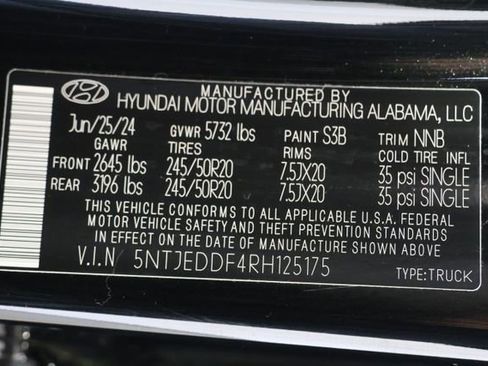 MANUFACTURED BY
HYUNDAI MOTOR MANUFACTURING ALABAMA, LLC
Jun/25/24 GVWR 5732 lbs PAINT S3B TRIM NNB
GAWR TIRES RIMS COLD TIRE INFL
FRONT 2645 lbs 245/50R20 7.5JX20 35 psi SINGLE
REAR 3196 lbs 245/50R20 7.5JX20 35 psi SINGLE
THIS VEHICLE CONFORMS TO ALL APPLICABLE U.S.A. FEDERAL
MOTOR VEHICLE SAFETY AND THEFT PREVENTION STANDARDS
IN EFFECT ON THE DATE OF MANUFACTURE SHOWN ABOVE.
V.I.N 5NTJEDDF4RH125175 TYPE:TRUCK